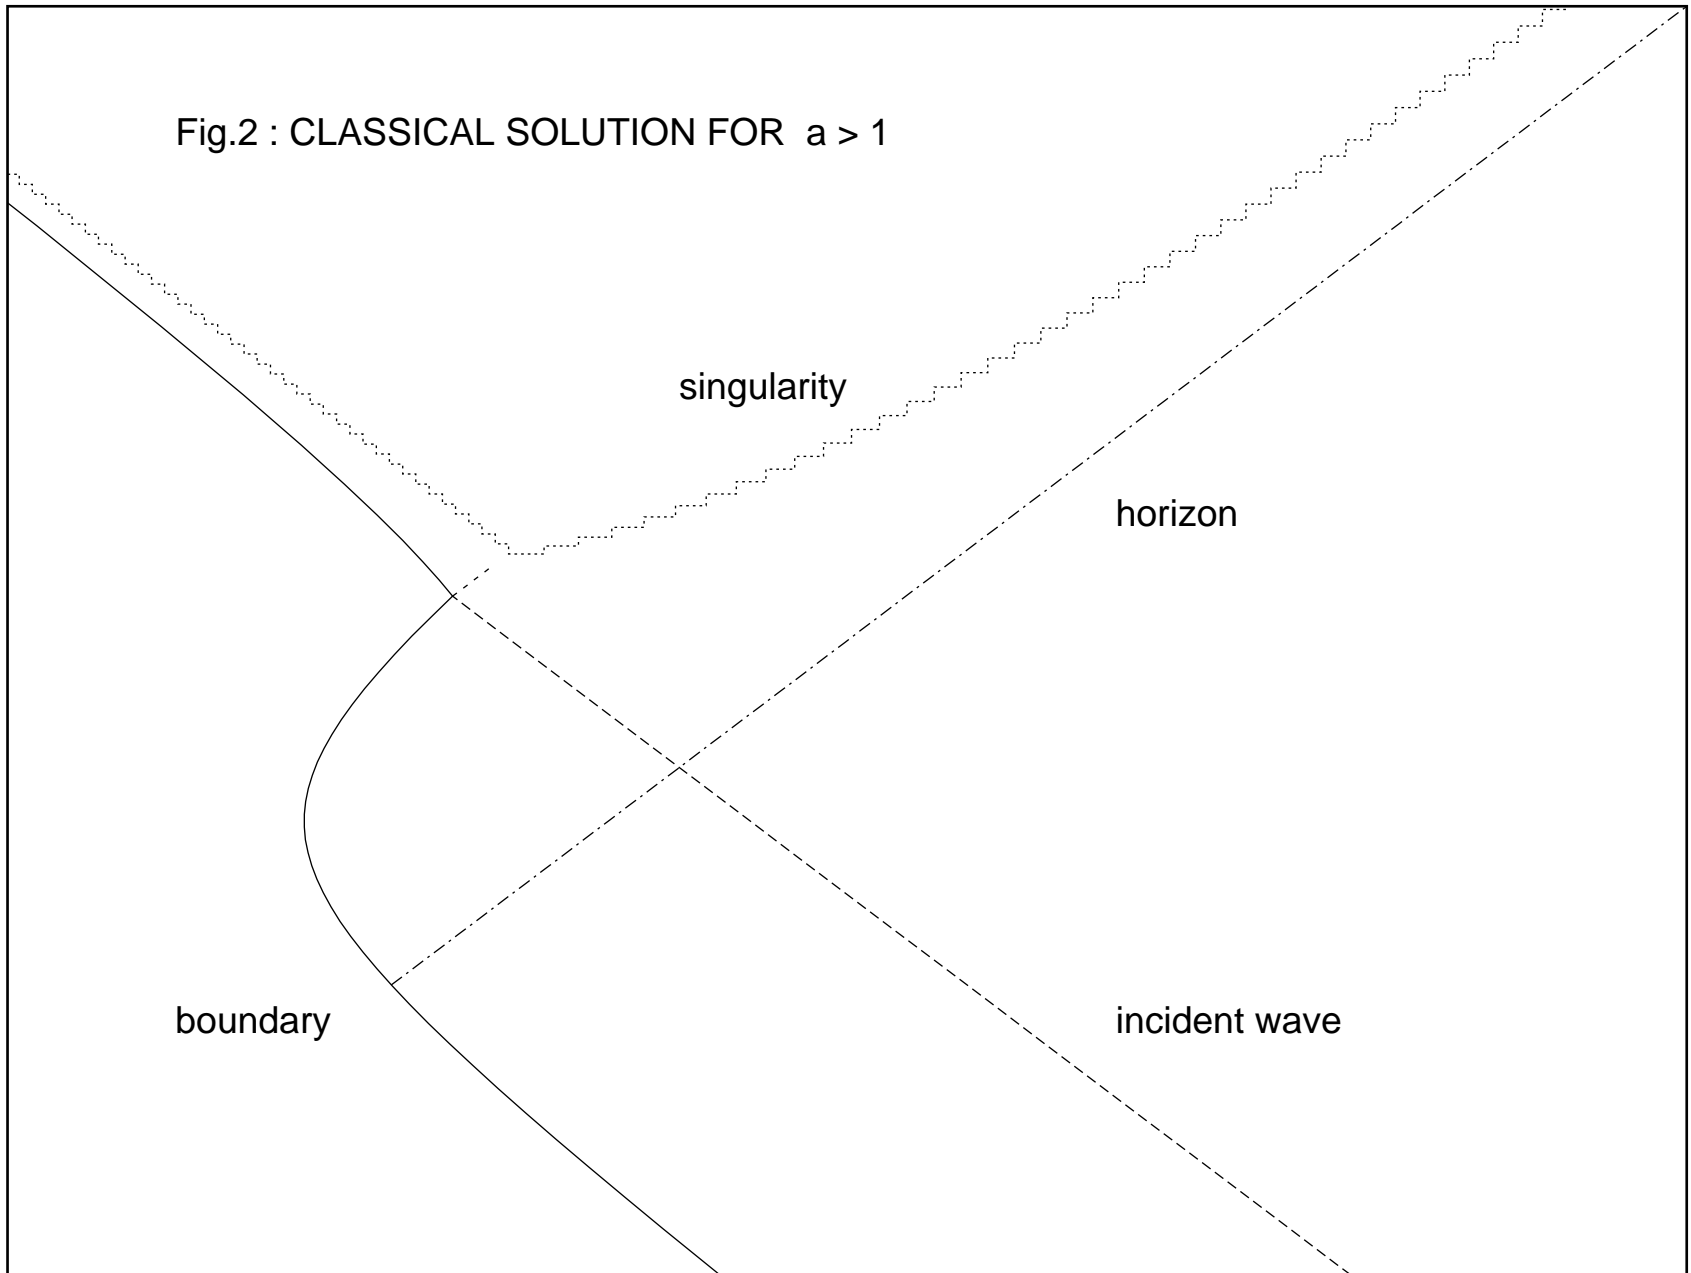 Fig.2 : CLASSICAL SOLUTION FOR a > 1
singularity
horizon
boundary
incident wave